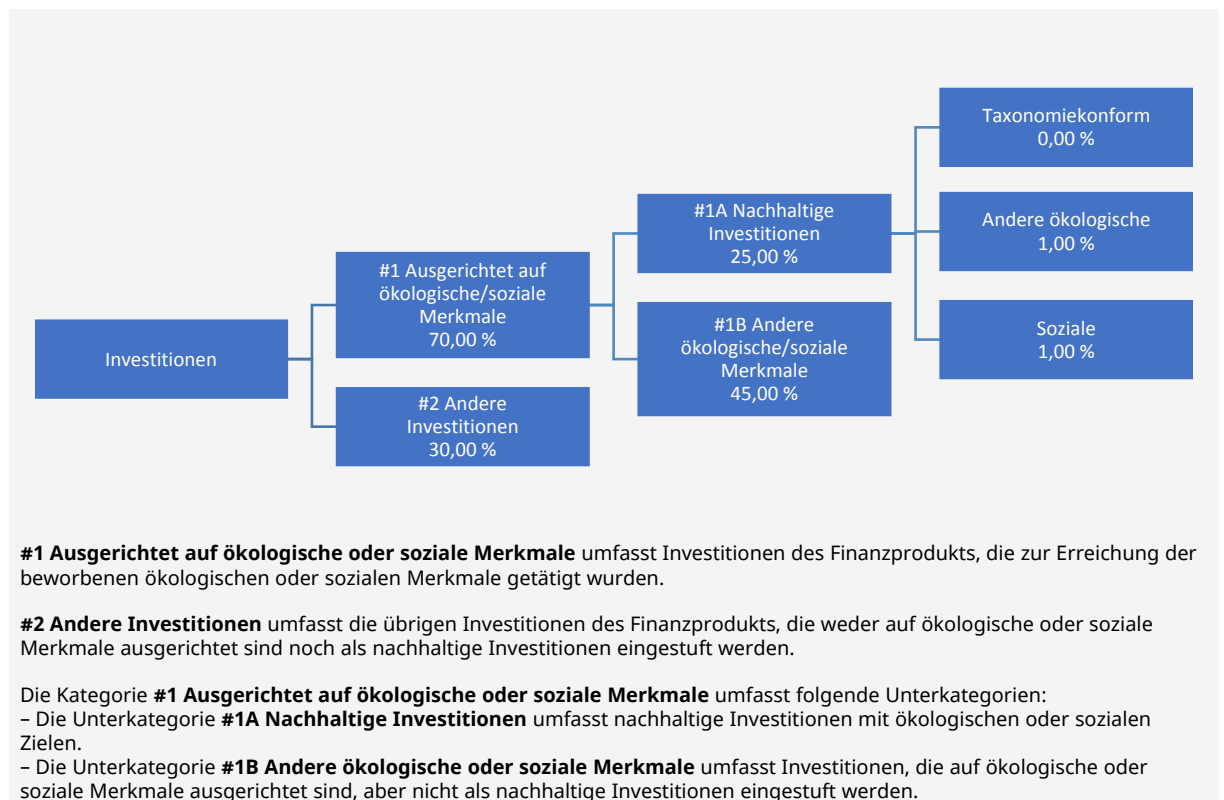 Investitionen
#1 Ausgerichtet auf
ökologische/soziale
Merkmale
70,00 %
#2 Andere
Investitionen
30,00 %
#1A Nachhaltige
Investitionen
25,00 %
#1B Andere
ökologische/soziale
Merkmale
45,00 %
Taxonomiekonform
0,00 %
Andere ökologische
1,00 %
Soziale
1,00 %
#1 Ausgerichtet auf ökologische oder soziale Merkmale umfasst Investitionen des Finanzprodukts, die zur Erreichung der
beworbenen ökologischen oder sozialen Merkmale getätigt wurden.
#2 Andere Investitionen umfasst die übrigen Investitionen des Finanzprodukts, die weder auf ökologische oder soziale
Merkmale ausgerichtet sind noch als nachhaltige Investitionen eingestuft werden.
Die Kategorie #1 Ausgerichtet auf ökologische oder soziale Merkmale umfasst folgende Unterkategorien:
– Die Unterkategorie #1A Nachhaltige Investitionen umfasst nachhaltige Investitionen mit ökologischen oder sozialen
Zielen.
– Die Unterkategorie #1B Andere ökologische oder soziale Merkmale umfasst Investitionen, die auf ökologische oder
soziale Merkmale ausgerichtet sind, aber nicht als nachhaltige Investitionen eingestuft werden.